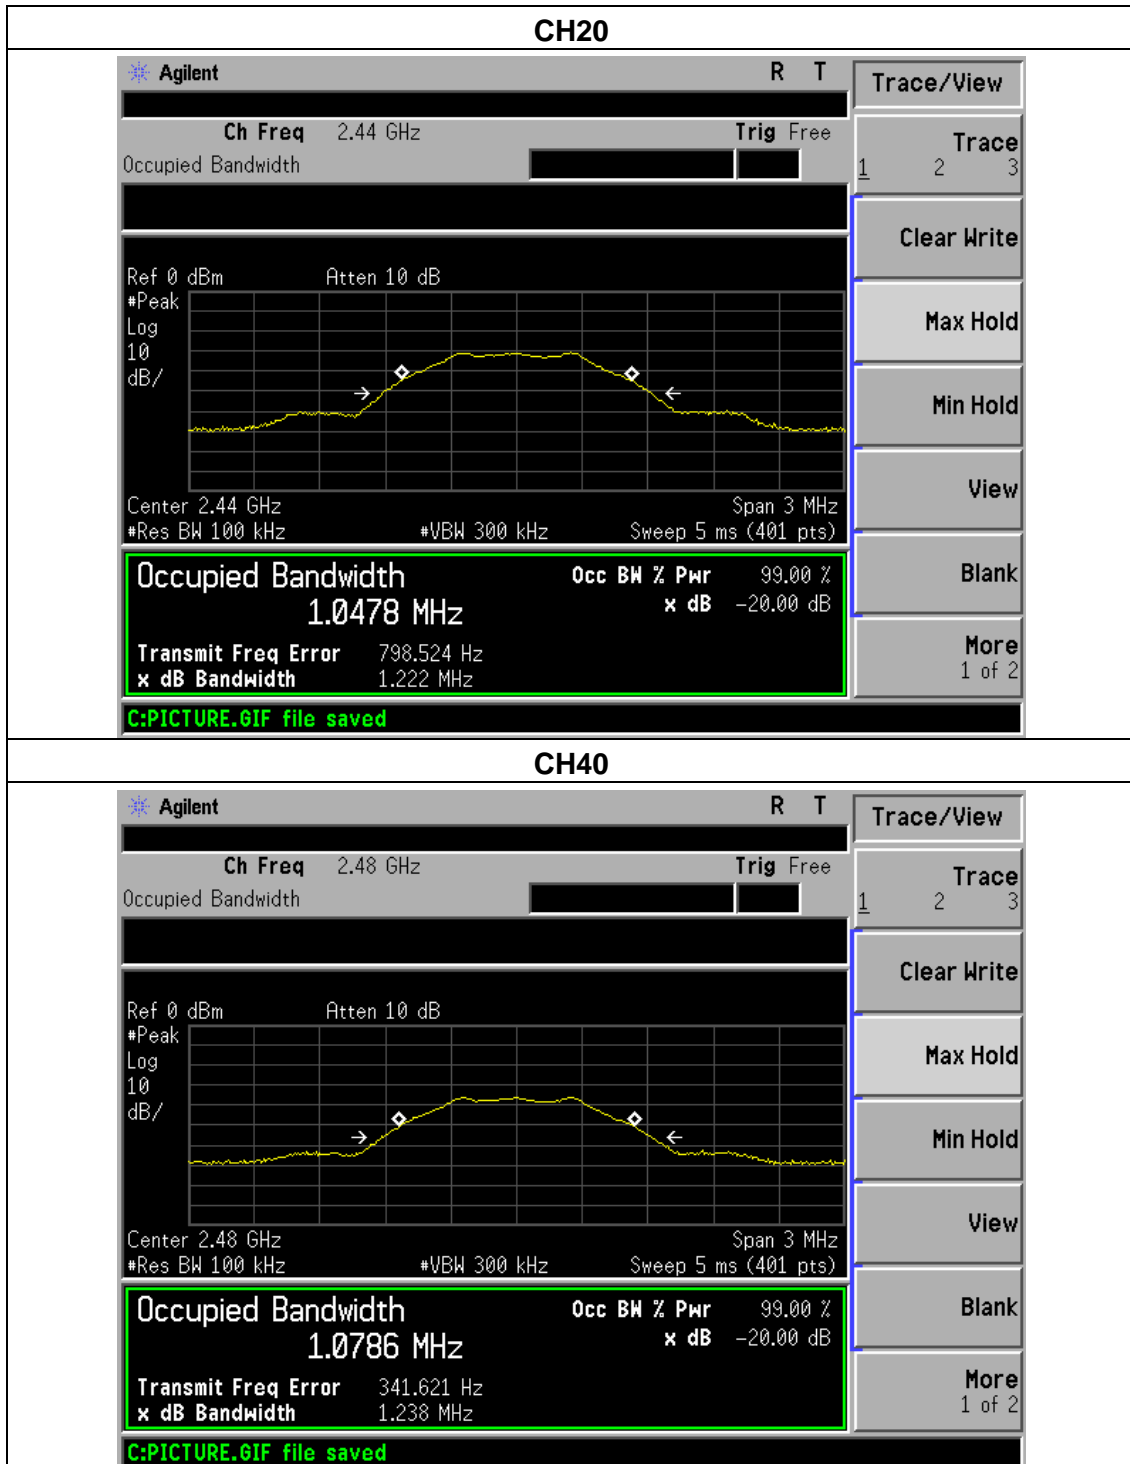 CH20
Agilent R T
Trace/View
Ch Freq 2.44 GHz Trig Free
Occupied Bandwidth
Trace
1 2 3
Clear Write
Max Hold
Min Hold
View
Blank
More
1 of 2
Ref 0 dBm Atten 10 dB
#Peak
Log
10
dB/
Center 2.44 GHz Span 3 MHz
#Res BW 100 kHz #VBW 300 kHz Sweep 5 ms (401 pts)
Occupied Bandwidth Occ BW % Pwr 99.00 %
1.0478 MHz x dB -20.00 dB
Transmit Freq Error 798.524 Hz
x dB Bandwidth 1.222 MHz
C:PICTURE.GIF file saved
CH40
Agilent R T
Trace/View
Ch Freq 2.48 GHz Trig Free
Occupied Bandwidth
Trace
1 2 3
Clear Write
Max Hold
Min Hold
View
Blank
More
1 of 2
Ref 0 dBm Atten 10 dB
#Peak
Log
10
dB/
Center 2.48 GHz Span 3 MHz
#Res BW 100 kHz #VBW 300 kHz Sweep 5 ms (401 pts)
Occupied Bandwidth Occ BW % Pwr 99.00 %
1.0786 MHz x dB -20.00 dB
Transmit Freq Error 341.621 Hz
x dB Bandwidth 1.238 MHz
C:PICTURE.GIF file saved